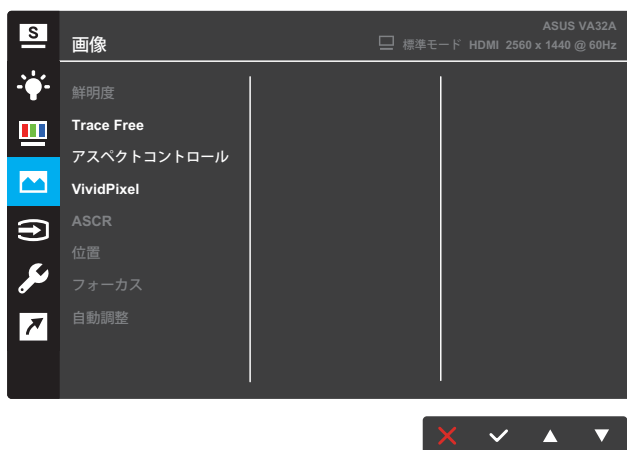 S
ASUS VA32A
画像
標準モード HDMI 2560 x 1440 @ 60Hz
鮮明度
Trace Free
アスペクトコントロール
VividPixel
ASCR
位置
フォーカス
自動調整